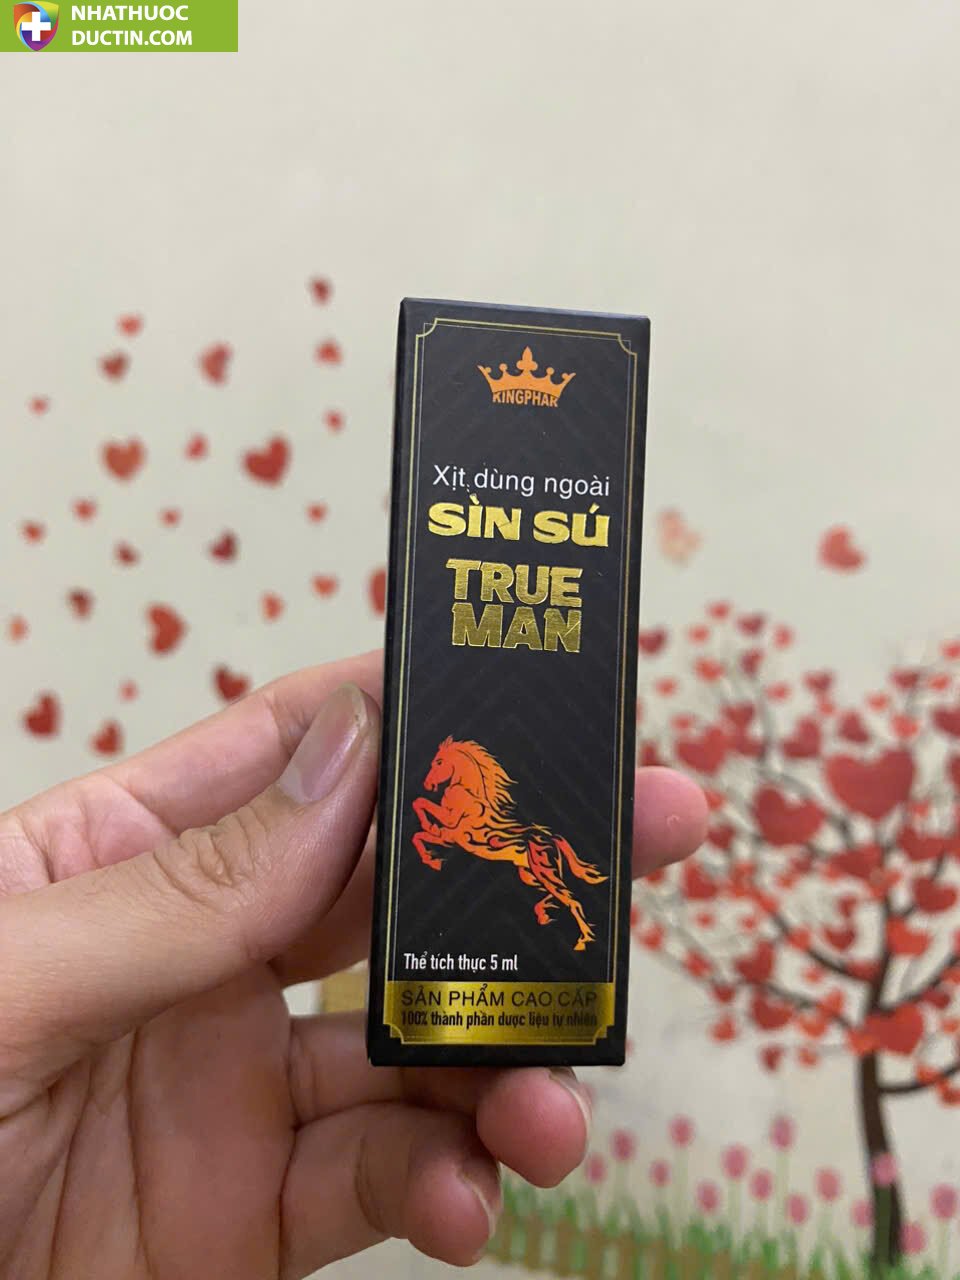 NHATHUOC
DUCTIN.COM
KINGPHAR
Xịt dùng ngoài
SÌN SÚ
TRUE
MAN
Thể tích thực 5 ml
SẢN PHẨM CAO CẤP
100% thành phần dược liệu tự nhiên